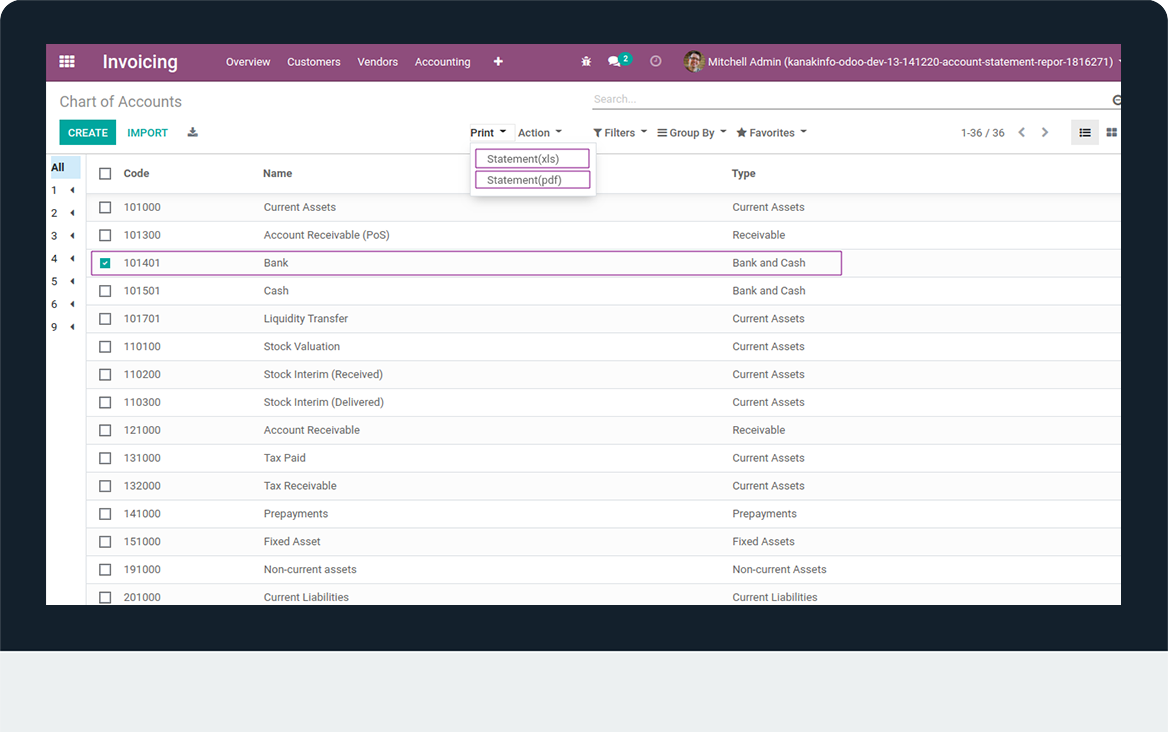 Invoicing Overview Customers Vendors Accounting 2 Mitchell Admin (kanakinfo-odoo-dev-13-141220-account-statement-repor-1816271)
Chart of Accounts Search...
CREATE IMPORT Print Action Filters Group By Favorites 1-36 / 36
Statement(xls)
Statement(pdf)
All
1
2
3
4
5
6
9
Code Name Type
101000 Current Assets Current Assets
101300 Account Receivable (PoS) Receivable
101401 Bank Bank and Cash
101501 Cash Bank and Cash
101701 Liquidity Transfer Current Assets
110100 Stock Valuation Current Assets
110200 Stock Interim (Received) Current Assets
110300 Stock Interim (Delivered) Current Assets
121000 Account Receivable Receivable
131000 Tax Paid Current Assets
132000 Tax Receivable Current Assets
141000 Prepayments Prepayments
151000 Fixed Asset Fixed Assets
191000 Non-current assets Non-current Assets
201000 Current Liabilities Current Liabilities